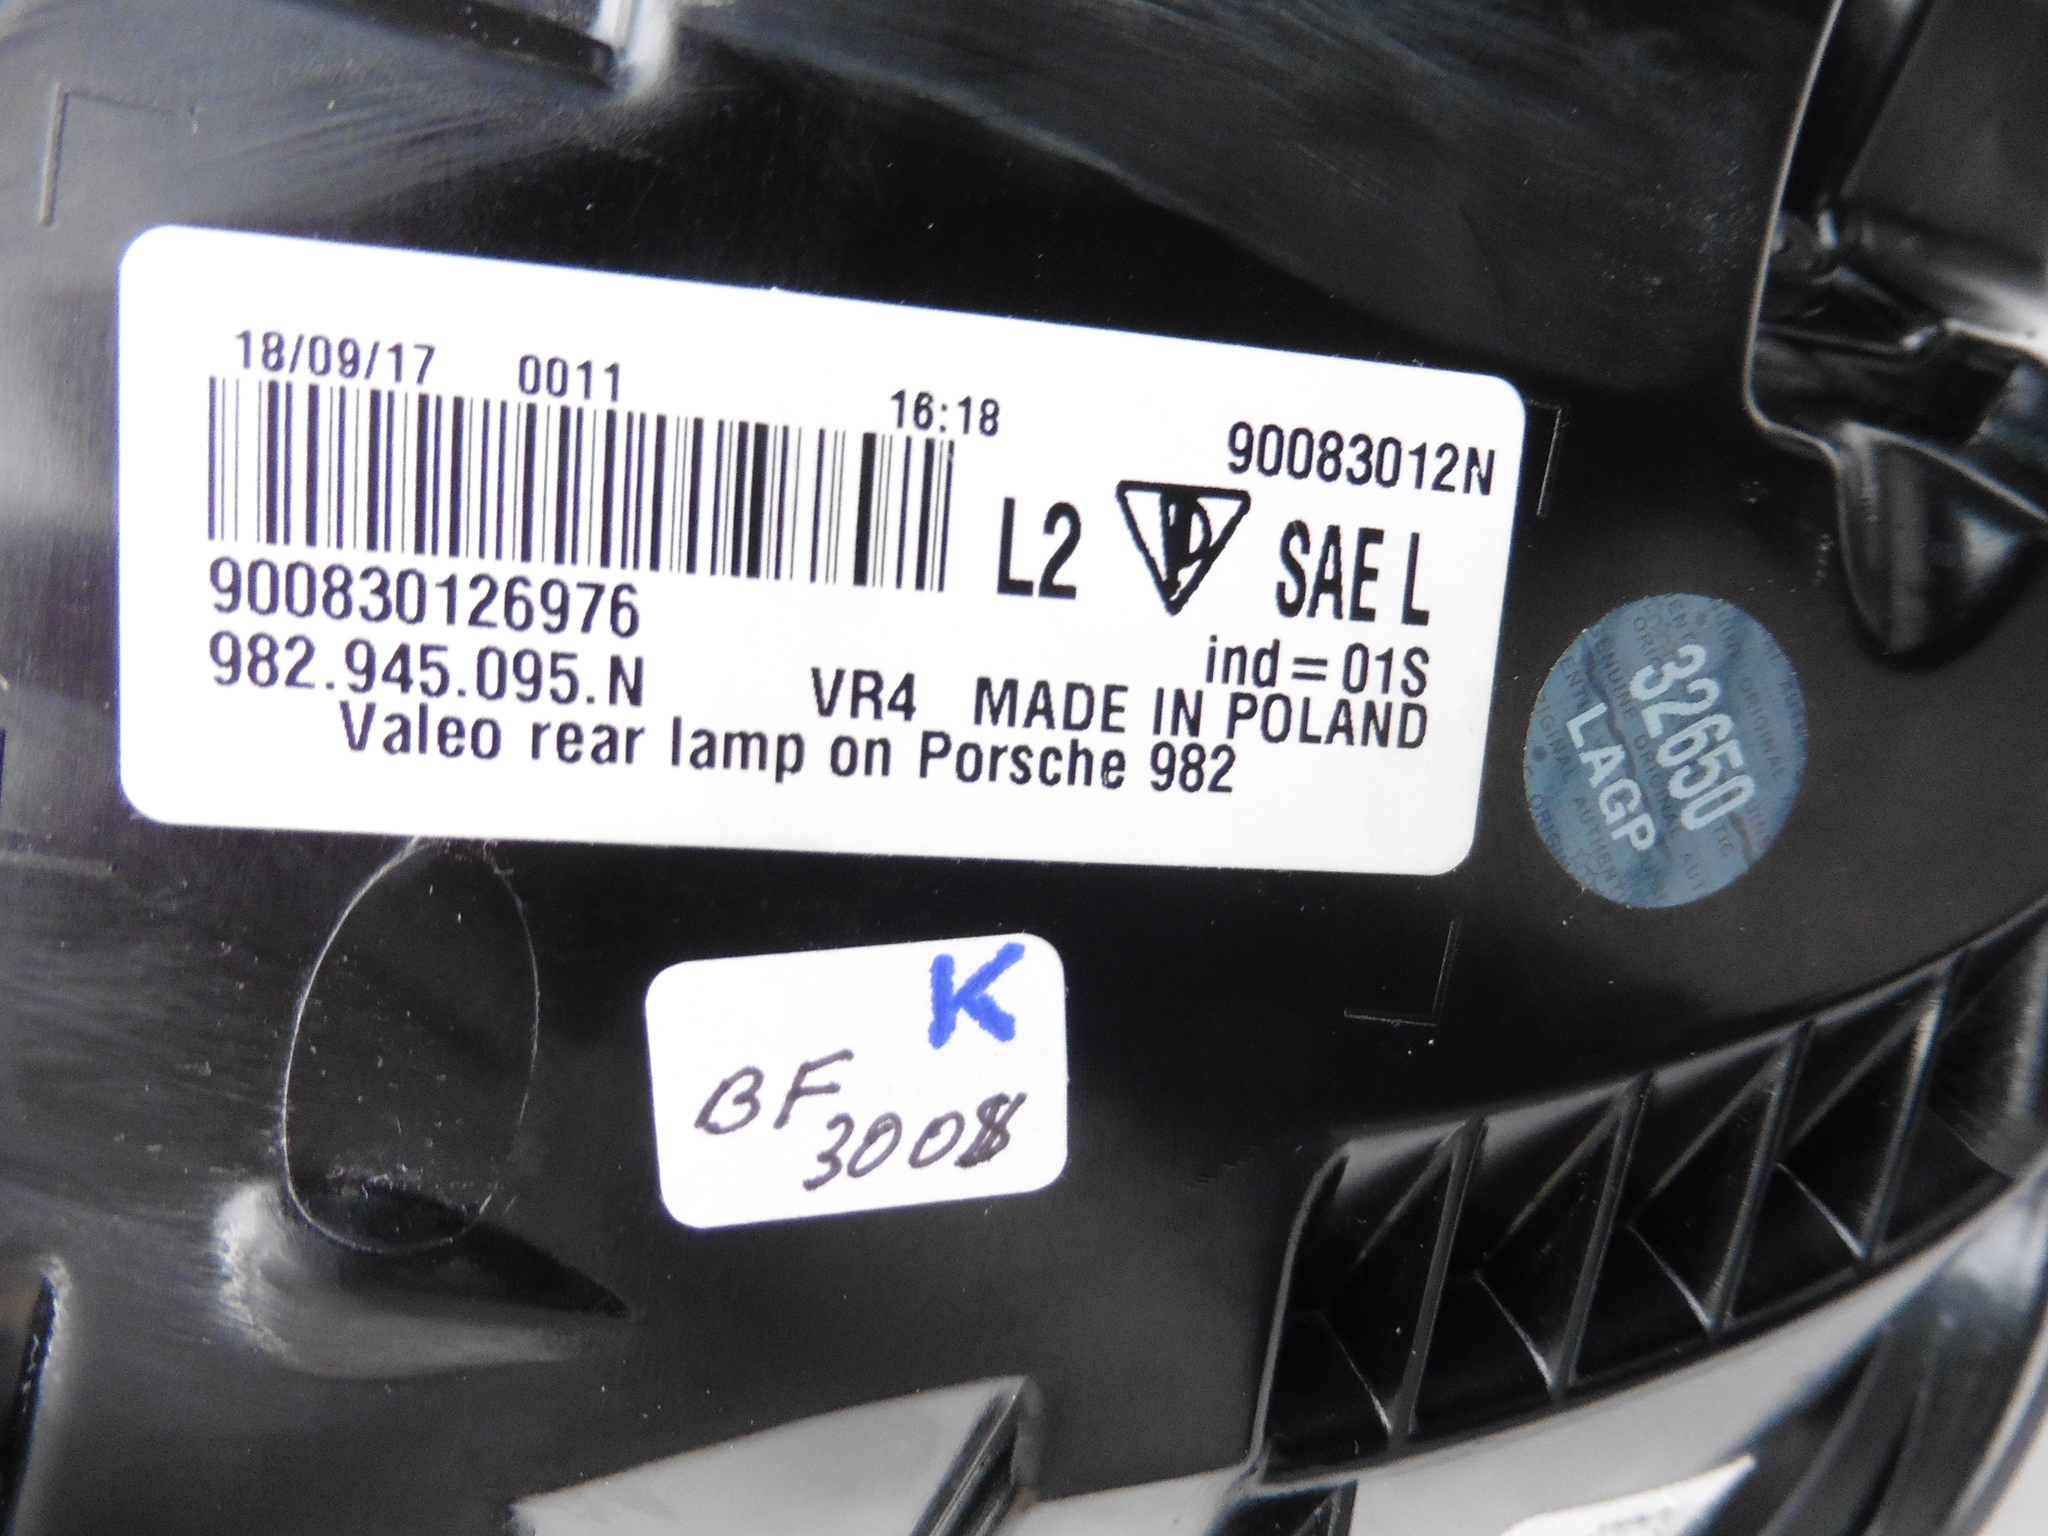 18/09/17 0011 16:18
90083012N
L2 SAE L
900830126976
ind = 01S
982.945.095.N VR4 MADE IN POLAND
Valeo rear lamp on Porsche 982
32650
LAGP
K
BF
3008